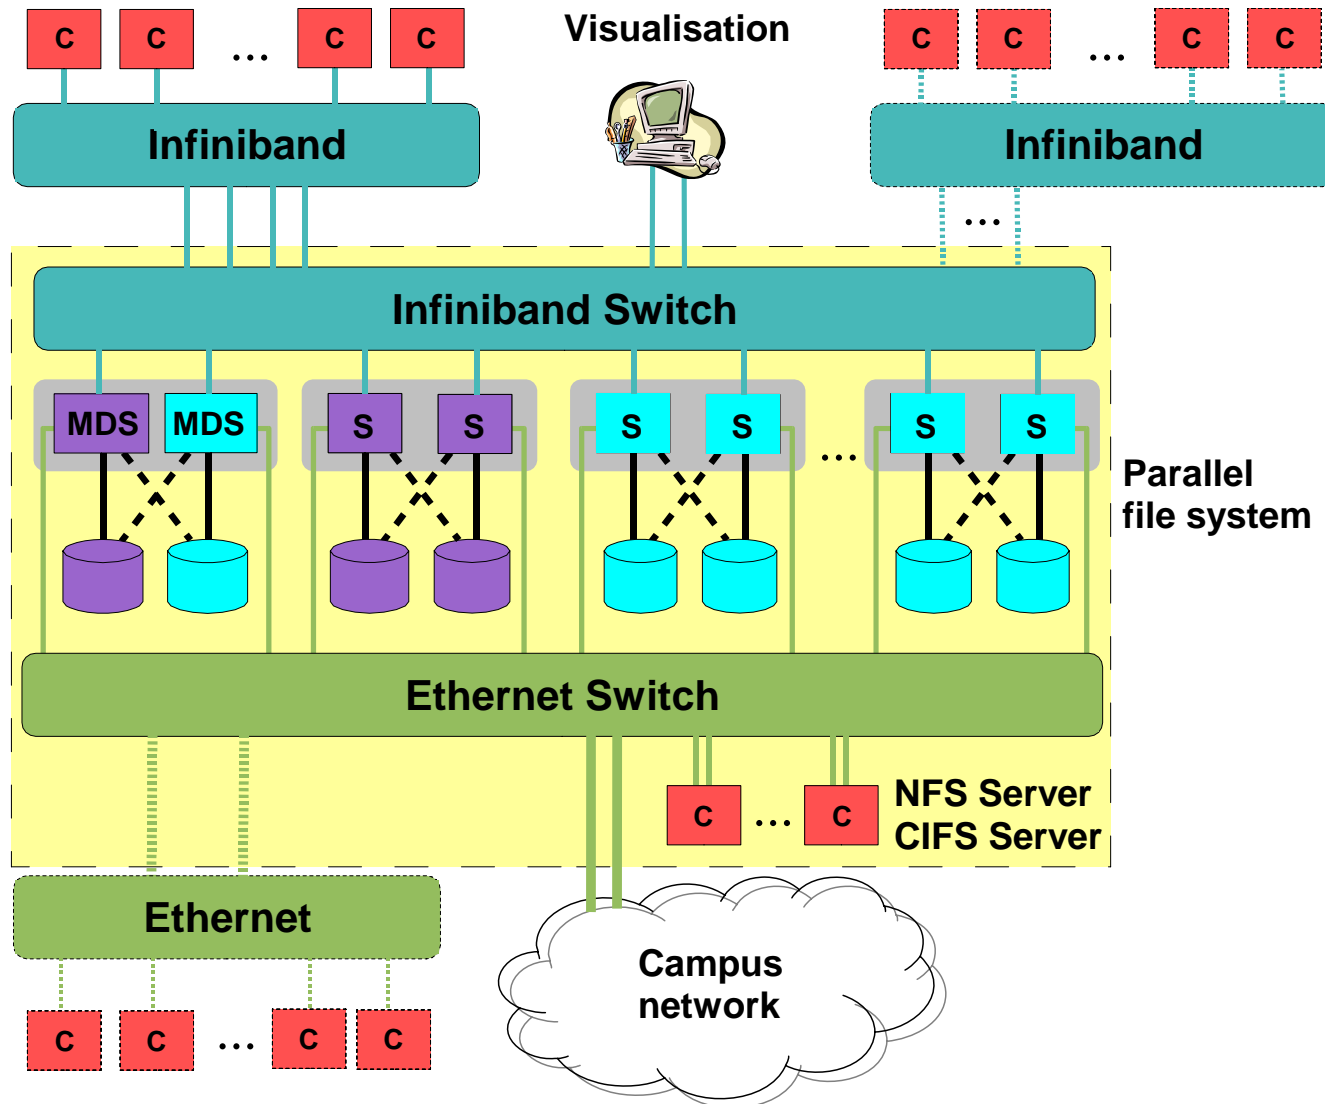 Visualisation
C C ... C C
C C ... C C
Infiniband
Infiniband
...
Infiniband Switch
MDS MDS S S S S ... S S
Parallel
file system
Ethernet Switch
C ... C
NFS Server
CIFS Server
Ethernet
Campus
network
C C ... C C